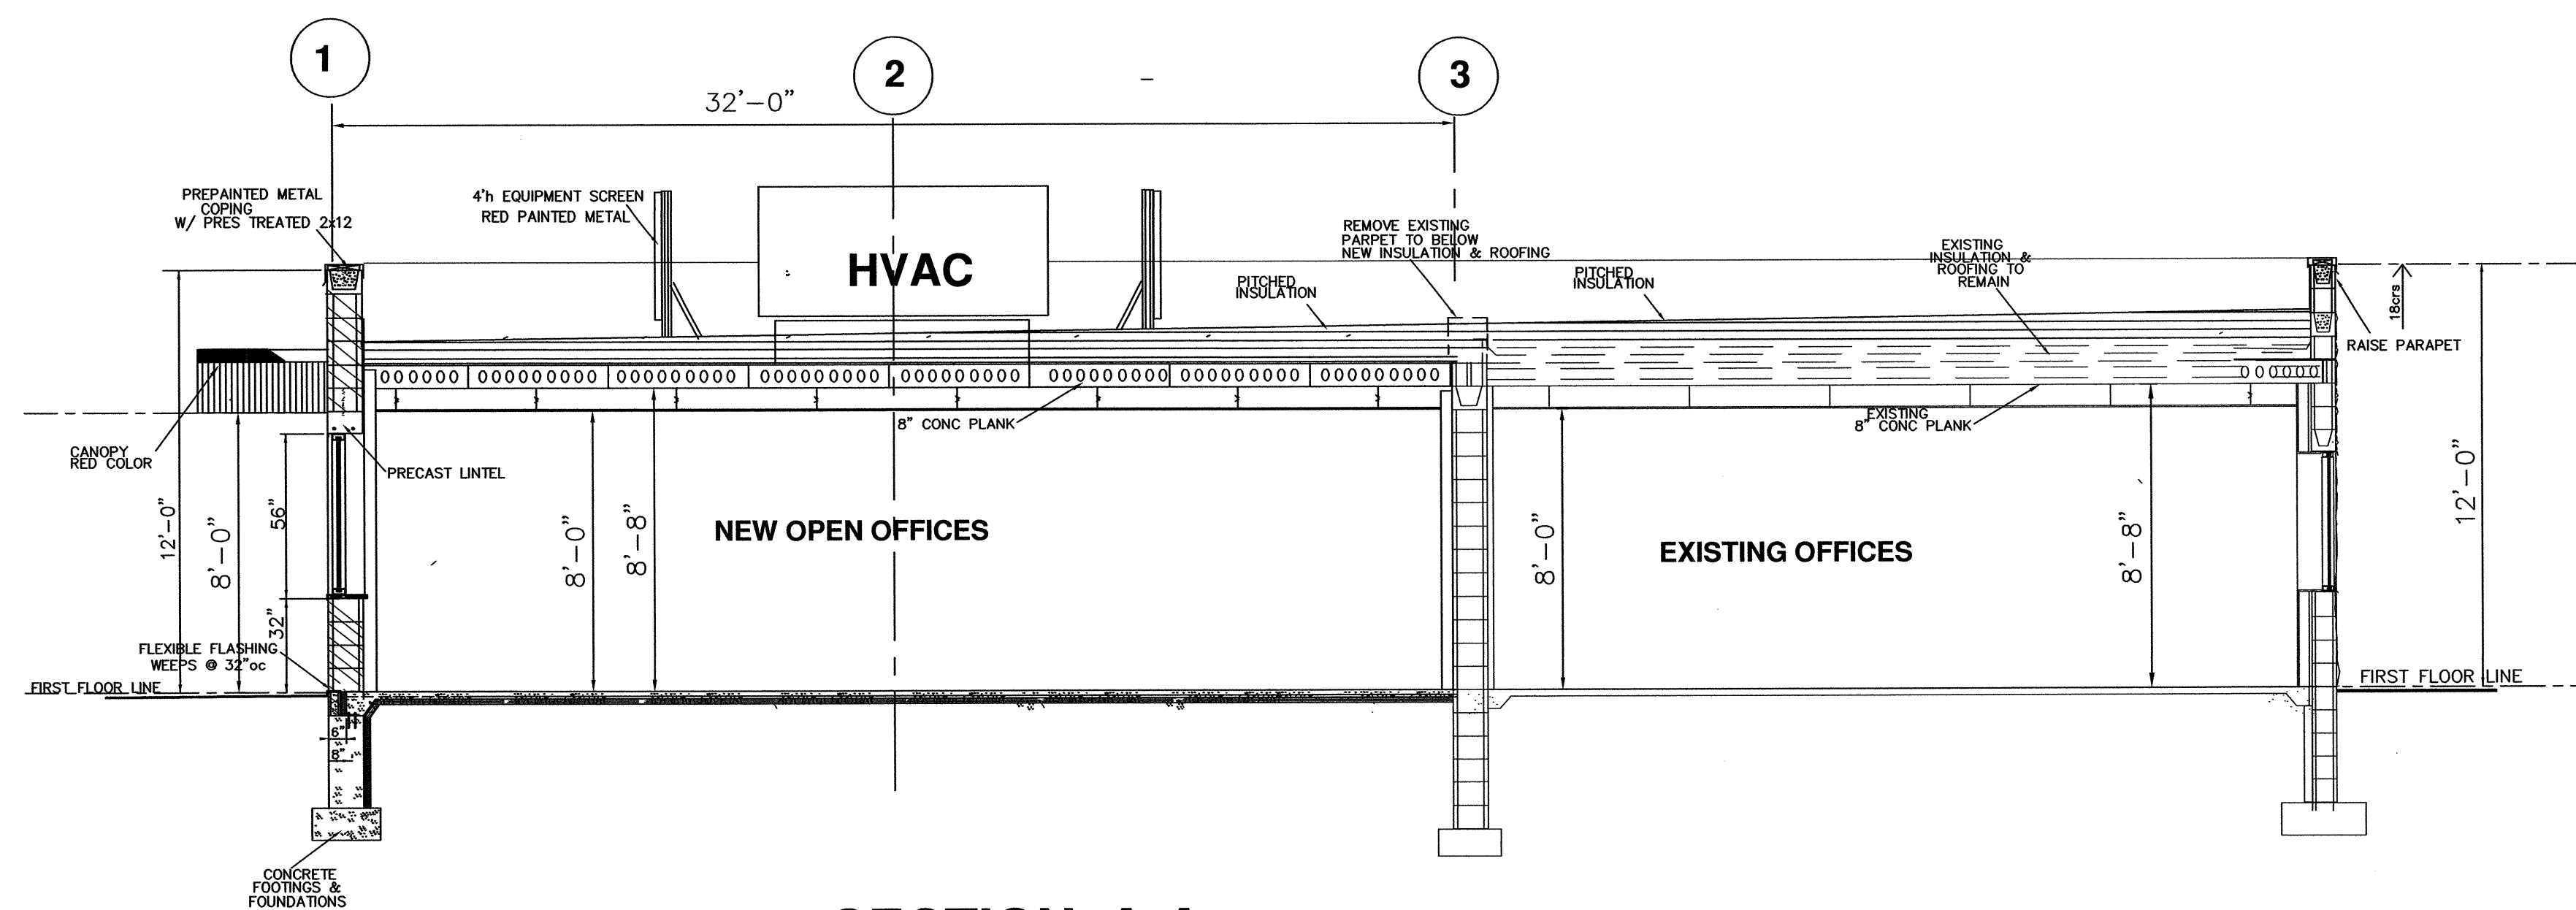 1
2
3
32'-0"
PREPAINTED METAL
COPING
W/ PRES TREATED 2x12
4'h EQUIPMENT SCREEN
RED PAINTED METAL
HVAC
REMOVE EXISTING
PARPET TO BELOW
NEW INSULATION & ROOFING
PITCHED
INSULATION
PITCHED
INSULATION
EXISTING
INSULATION &
ROOFING TO
REMAIN
18crs
RAISE PARAPET
CANOPY
RED COLOR
PRECAST LINTEL
8" CONC PLANK
EXISTING
8" CONC PLANK
12'-0"
8'-0"
56"
32"
8'-0"
8'-8"
NEW OPEN OFFICES
8'-0"
EXISTING OFFICES
8'-8"
12'-0"
FLEXIBLE FLASHING
WEEPS @ 32"oc
FIRST FLOOR LINE
FIRST FLOOR LINE
6"
8"
CONCRETE
FOOTINGS &
FOUNDATIONS